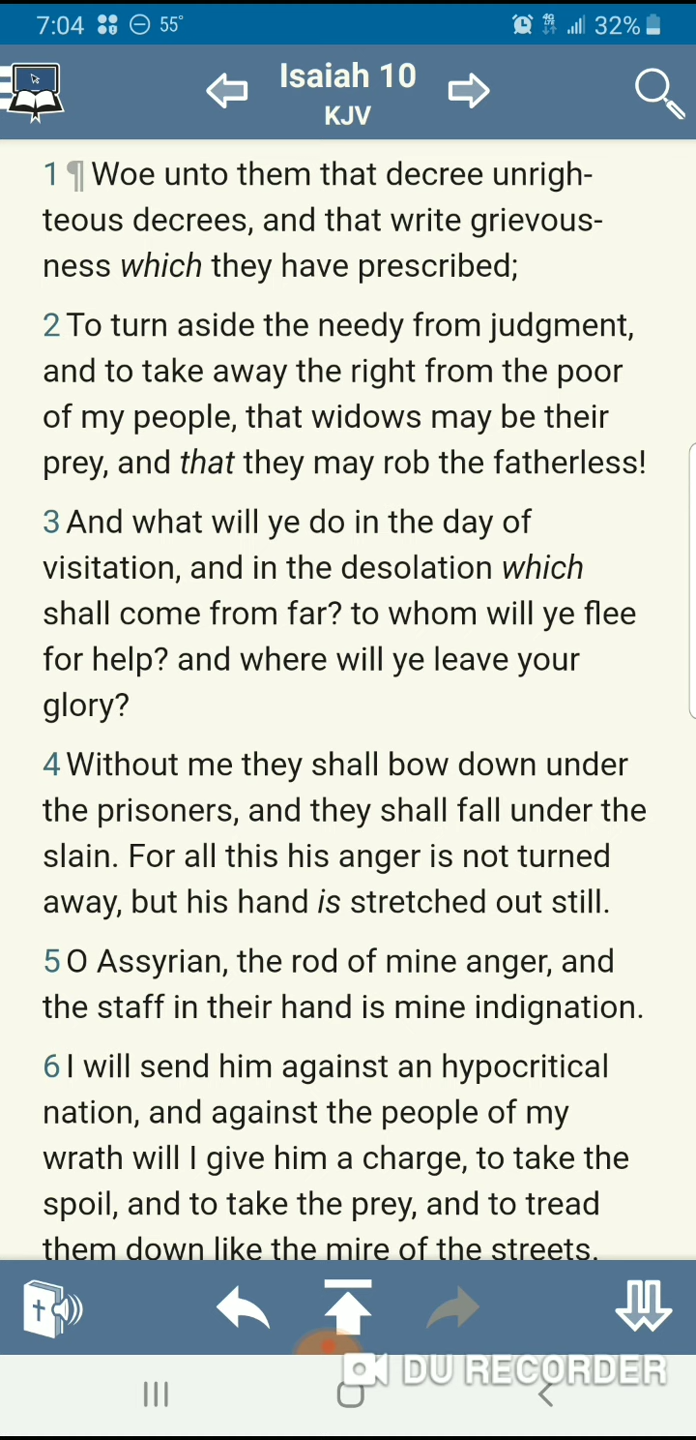 7:04 55° 4G LTE 32%
Isaiah 10
KJV
1 ¶ Woe unto them that decree unrigh-
teous decrees, and that write grievous-
ness which they have prescribed;
2 To turn aside the needy from judgment,
and to take away the right from the poor
of my people, that widows may be their
prey, and that they may rob the fatherless!
3 And what will ye do in the day of
visitation, and in the desolation which
shall come from far? to whom will ye flee
for help? and where will ye leave your
glory?
4 Without me they shall bow down under
the prisoners, and they shall fall under the
slain. For all this his anger is not turned
away, but his hand is stretched out still.
5 O Assyrian, the rod of mine anger, and
the staff in their hand is mine indignation.
6 I will send him against an hypocritical
nation, and against the people of my
wrath will I give him a charge, to take the
spoil, and to take the prey, and to tread
them down like the mire of the streets.
DU RECORDER